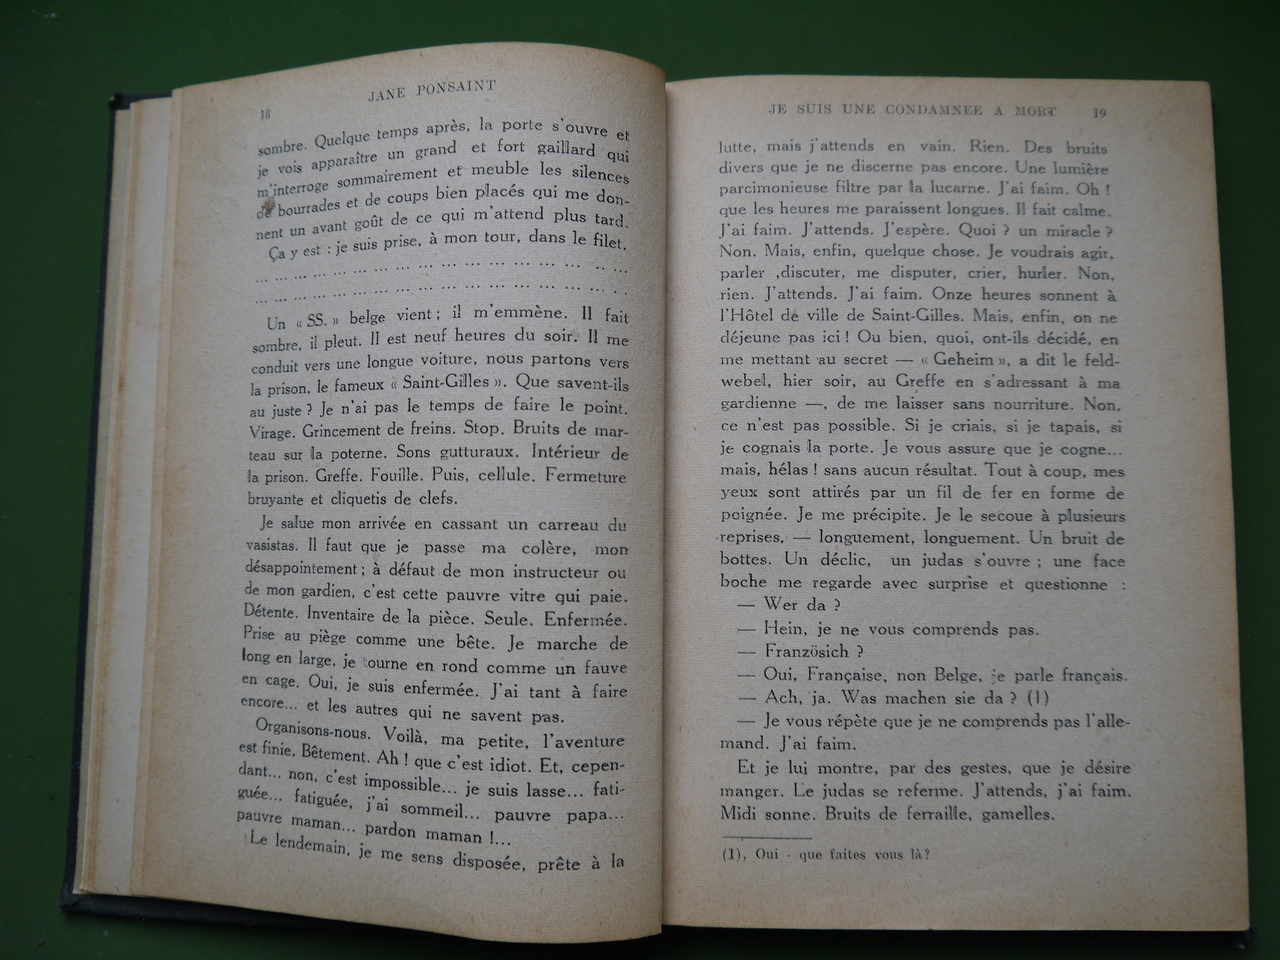 18
JANE PONSAINT
sombre. Quelque temps après, la porte s'ouvre et
je vois apparaître un grand et fort gaillard qui
m'interroge sommairement et meuble les silences
de bourrades et de coups bien placés qui me don-
nent un avant goût de ce qui m'attend plus tard.
Ça y est : je suis prise, à mon tour, dans le filet.
... ... ... ... ... ... ... ... ... ... ... ... ... .. ...
... ... ... ... ... ... ... ... ... ... ... ... ... .. ..
Un « SS. » belge vient ; il m'emmène. Il fait
sombre, il pleut. Il est neuf heures du soir. Il me
conduit vers une longue voiture, nous partons vers
la prison, le fameux « Saint-Gilles ». Que savent-ils
au juste ? Je n'ai pas le temps de faire le point.
Virage. Grincement de freins. Stop. Bruits de mar-
teau sur la poterne. Sons gutturaux. Intérieur de
la prison. Greffe. Fouille. Puis, cellule. Fermeture
bruyante et cliquetis de clefs.
Je salue mon arrivée en cassant un carreau du
vasistas. Il faut que je passe ma colère, mon
désappointement ; à défaut de mon instructeur ou
de mon gardien, c'est cette pauvre vitre qui paie.
Détente. Inventaire de la pièce. Seule. Enfermée.
Prise au piège comme une bête. Je marche de
long en large, je tourne en rond comme un fauve
en cage. Oui, je suis enfermée. J'ai tant à faire
encore... et les autres qui ne savent pas.
Organisons-nous. Voilà, ma petite, l'aventure
est finie. Bêtement. Ah ! que c'est idiot. Et, cepen-
dant... non, c'est impossible... je suis lasse... fati-
guée... fatiguée, j'ai sommeil... pauvre papa...
pauvre maman... pardon maman !...
Le lendemain, je me sens disposée, prête à la
JE SUIS UNE CONDAMNEE A MORT
19
lutte, mais j'attends en vain. Rien. Des bruits
divers que je ne discerne pas encore. Une lumière
parcimonieuse filtre par la lucarne. J'ai faim. Oh !
que les heures me paraissent longues. Il fait calme.
J'ai faim. J'attends. J'espère. Quoi ? un miracle ?
Non. Mais, enfin, quelque chose. Je voudrais agir,
parler ,discuter, me disputer, crier, hurler. Non,
rien. J'attends. J'ai faim. Onze heures sonnent à
l'Hôtel de ville de Saint-Gilles. Mais, enfin, on ne
déjeune pas ici ! Ou bien, quoi, ont-ils décidé, en
me mettant au secret — « Geheim », a dit le feld-
webel, hier soir, au Greffe en s'adressant à ma
gardienne —, de me laisser sans nourriture. Non,
ce n'est pas possible. Si je criais, si je tapais, si
je cognais la porte. Je vous assure que je cogne...
mais, hélas ! sans aucun résultat. Tout à coup, mes
yeux sont attirés par un fil de fer en forme de
poignée. Je me précipite. Je le secoue à plusieurs
reprises, — longuement, longuement. Un bruit de
bottes. Un déclic, un judas s'ouvre ; une face
boche me regarde avec surprise et questionne :
— Wer da ?
— Hein, je ne vous comprends pas.
— Französich ?
— Oui, Française, non Belge, je parle français.
— Ach, ja. Was machen sie da ? (1)
— Je vous répète que je ne comprends pas l'alle-
mand. J'ai faim.
Et je lui montre, par des gestes, que je désire
manger. Le judas se referme. J'attends, j'ai faim.
Midi sonne. Bruits de ferraille, gamelles.
(1), Oui - que faites vous là?